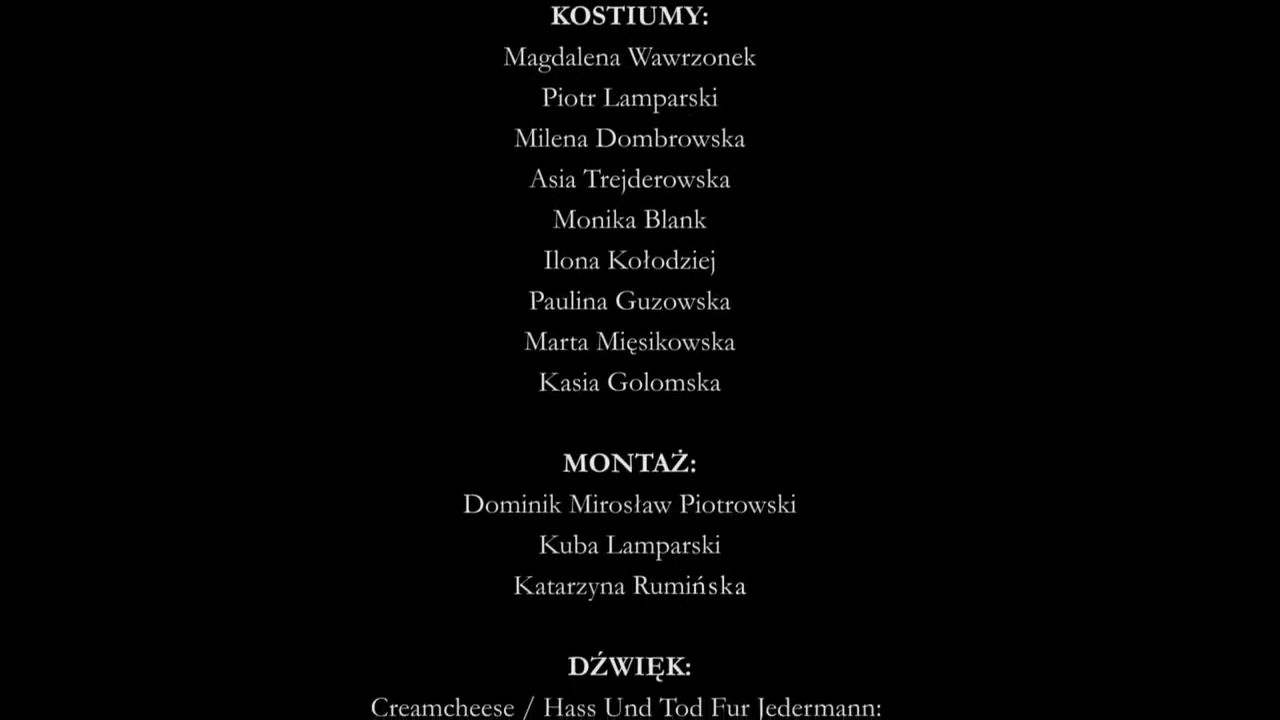 KOSTIUMY:
Magdalena Wawrzonek
Piotr Lamparski
Milena Dombrowska
Asia Trejderowska
Monika Blank
Ilona Kołodziej
Paulina Guzowska
Marta Mięsikowska
Kasia Golomska
MONTAŻ:
Dominik Mirosław Piotrowski
Kuba Lamparski
Katarzyna Rumińska
DŹWIĘK:
Creamcheese / Hass Und Tod Fur Jedermann: